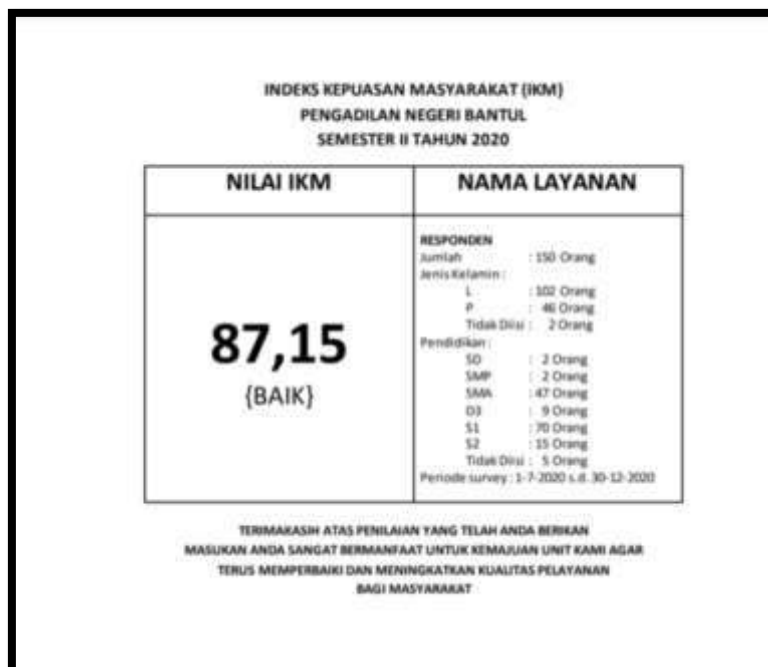 INDEKS KEPUASAN MASYARAKAT (IKM)
PENGADILAN NEGERI BANTUL
SEMESTER II TAHUN 2020
NILAI IKM
NAMA LAYANAN
87,15
{BAIK}
RESPONDEN
Jumlah : 150 Orang
Jenis Kelamin :
L : 102 Orang
P : 46 Orang
Tidak Diisi : 2 Orang
Pendidikan :
SD : 2 Orang
SMP : 2 Orang
SMA : 47 Orang
D3 : 9 Orang
S1 : 70 Orang
S2 : 15 Orang
Tidak Diisi : 5 Orang
Periode survey : 1-7-2020 s.d. 30-12-2020
TERIMAKASIH ATAS PENILAIAN YANG TELAH ANDA BERIKAN
MASUKAN ANDA SANGAT BERMANFAAT UNTUK KEMAJUAN UNIT KAMI AGAR
TERUS MEMPERBAIKI DAN MENINGKATKAN KUALITAS PELAYANAN
BAGI MASYARAKAT